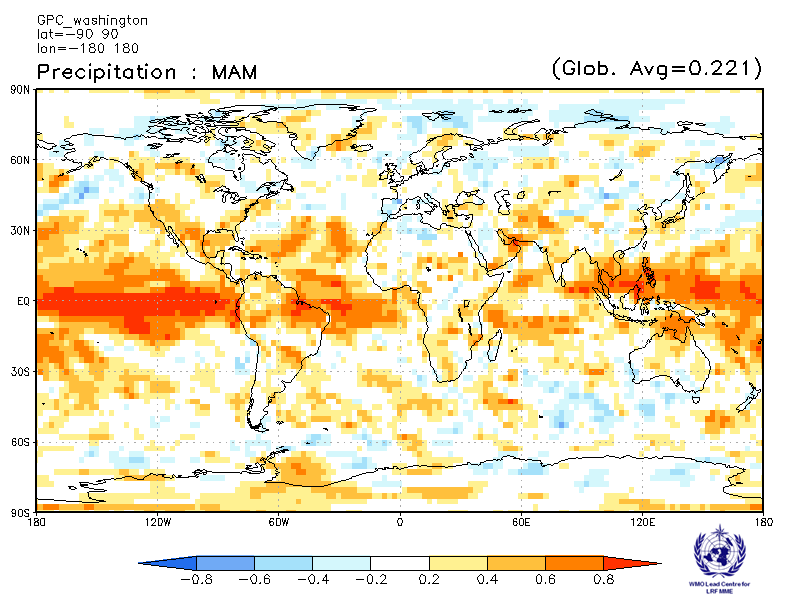 GPC_washington
lat=-90 90
lon=-180 180
Precipitation : MAM
(Glob. Avg=0.221)
90N
60N
30N
EQ
30S
60S
90S
180 120W 60W 0 60E 120E 180
-0.8 -0.6 -0.4 -0.2 0.2 0.4 0.6 0.8
WMO Lead Centre for
LRF MME